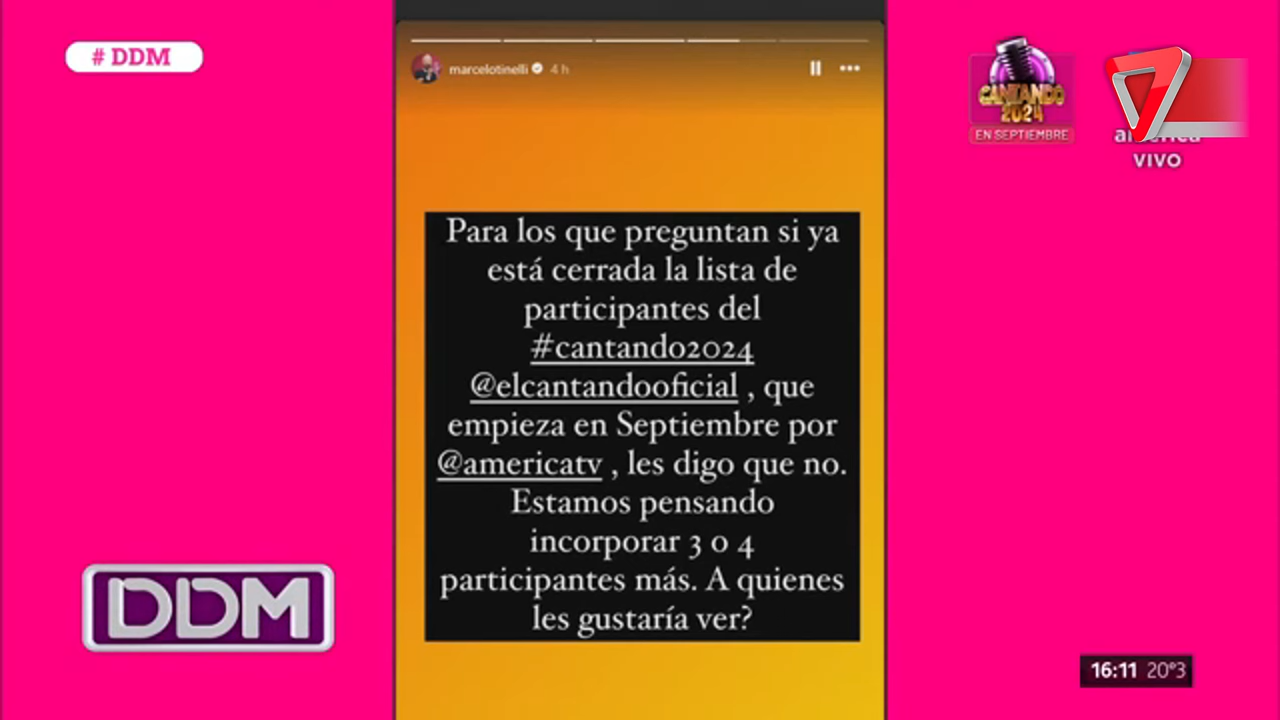 # DDM
marcelotinelli 4 h
CANTANDO
2024
EN SEPTIEMBRE
7
VIVO
Para los que preguntan si ya
está cerrada la lista de
participantes del
#cantando2024
@elcantandooficial , que
empieza en Septiembre por
@americatv , les digo que no.
Estamos pensando
incorporar 3 o 4
participantes más. A quienes
les gustaría ver?
DDM
16:11 20°3